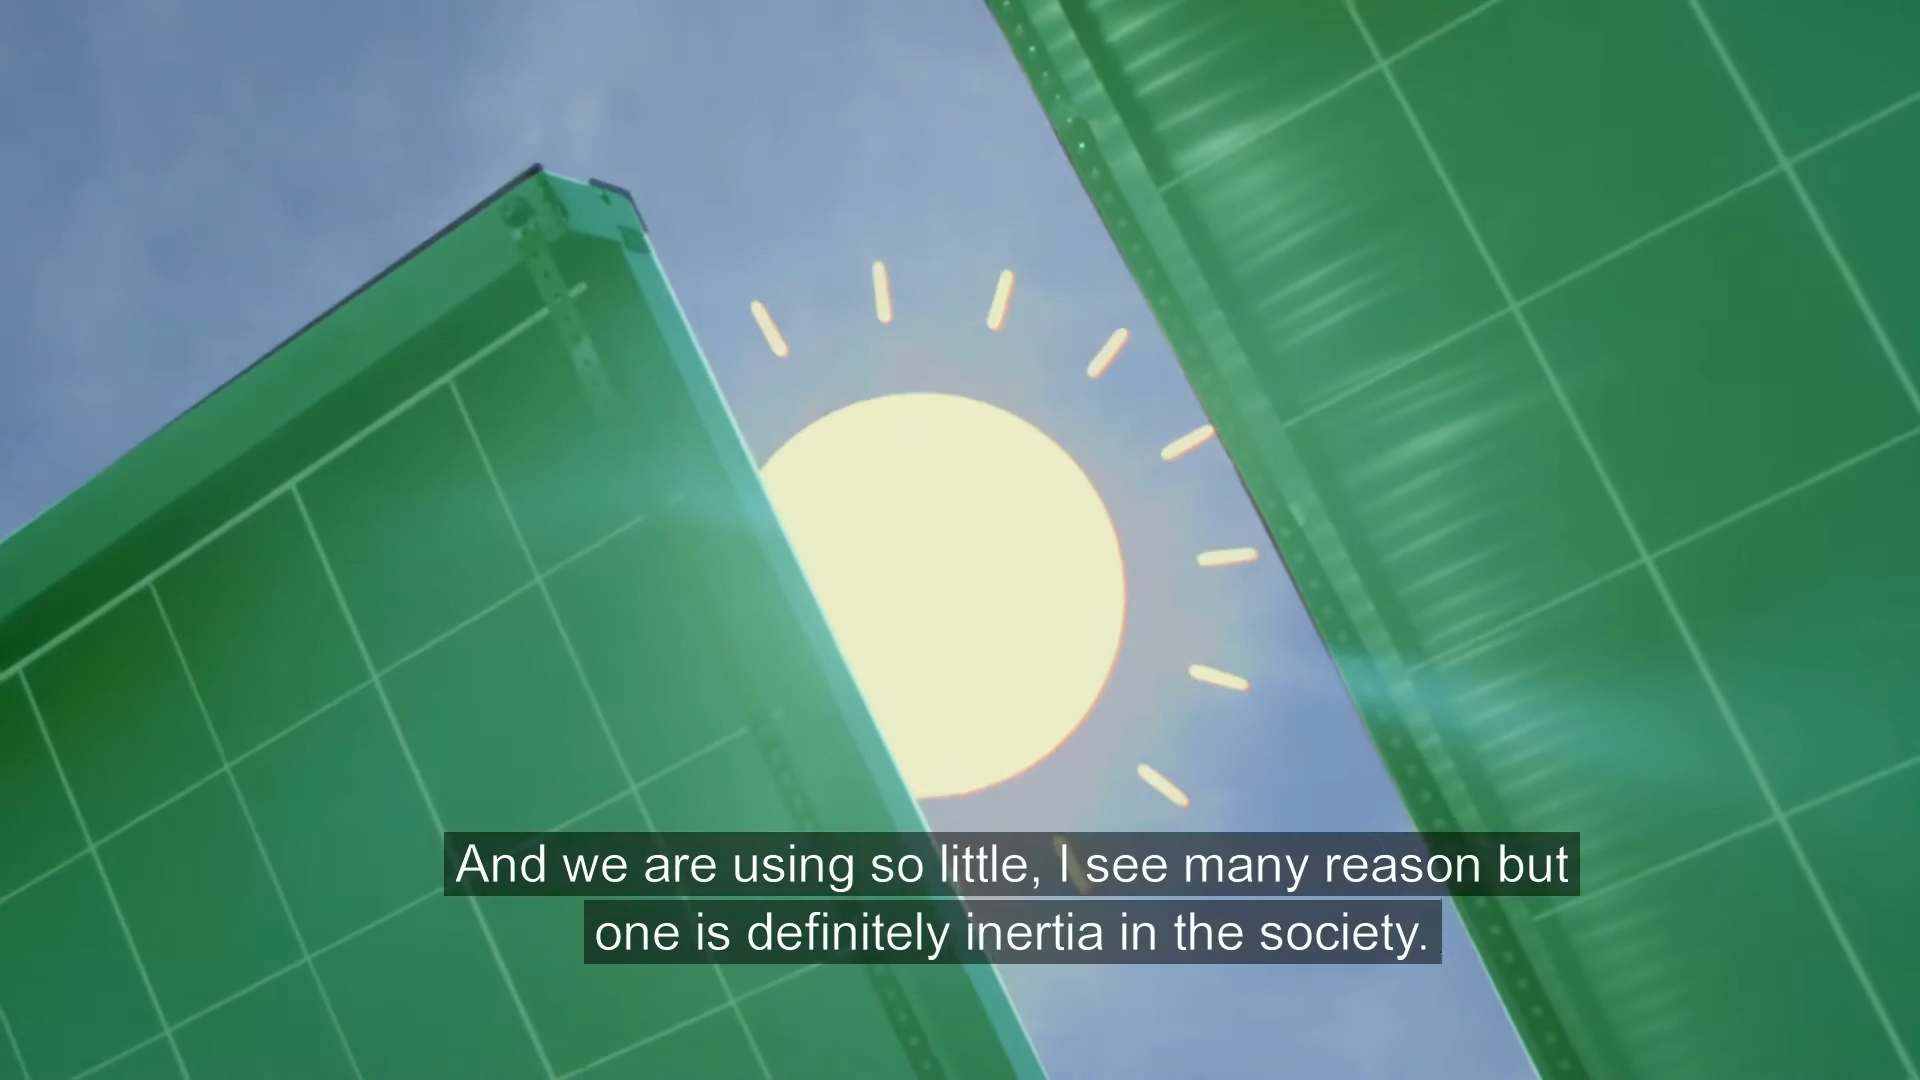 And we are using so little, I see many reason but
one is definitely inertia in the society.